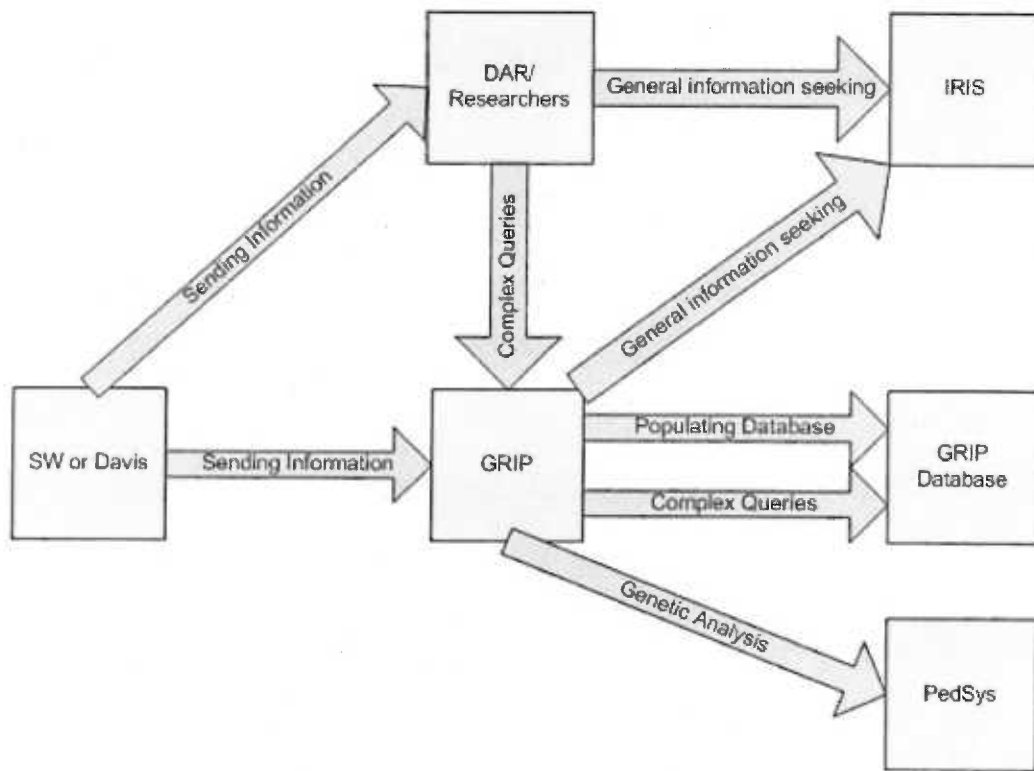 DAR/
Researchers
General information seeking
IRIS
Sending Information
Complex Queries
General information seeking
SW or Davis
Sending Information
GRIP
Populating Database
Complex Queries
GRIP
Database
Genetic Analysis
PedSys